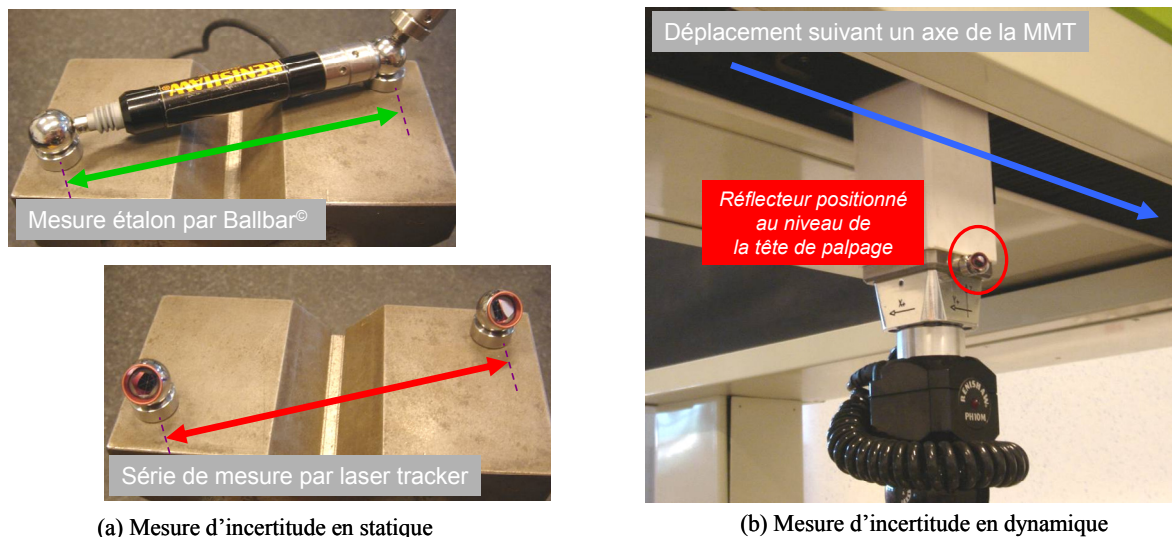 RENISHAW
Mesure étalon par Ballbar©
Série de mesure par laser tracker
(a) Mesure d'incertitude en statique
Déplacement suivant un axe de la MMT
Réflecteur positionné
au niveau de
la tête de palpage
X+
Y+
RENISHAW
PH10M
(b) Mesure d'incertitude en dynamique